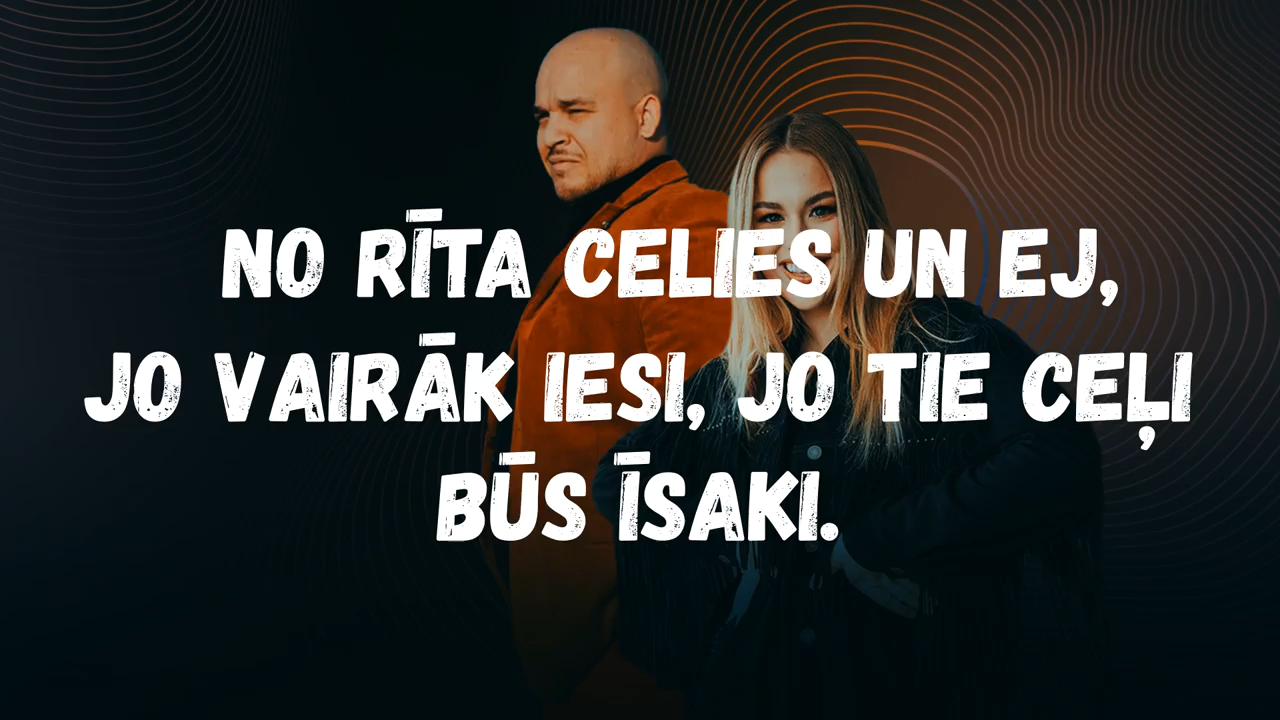 NO RĪTA CELIES UN EJ,
JO VAIRĀK IESI, JO TIE CEĻI
BŪS ĪSAKI.